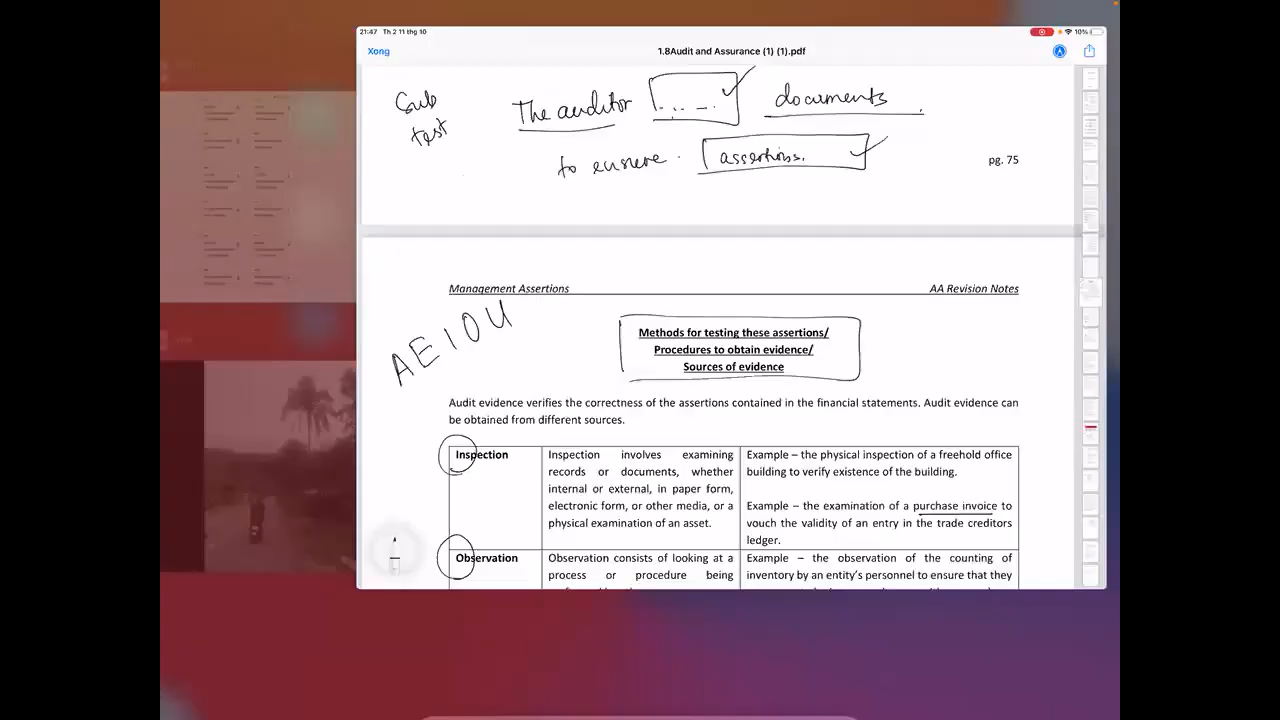 21:47 Th 2 11 thg 10
10%
Xong
1.8Audit and Assurance (1) (1).pdf
Sub
test
The auditor documents
to ensure assertions.
pg. 75
Management Assertions
AA Revision Notes
AEIOU
Methods for testing these assertions/
Procedures to obtain evidence/
Sources of evidence
Audit evidence verifies the correctness of the assertions contained in the financial statements. Audit evidence can
be obtained from different sources.
Inspection
Inspection involves examining
records or documents, whether
internal or external, in paper form,
electronic form, or other media, or a
physical examination of an asset.
Example – the physical inspection of a freehold office
building to verify existence of the building.
Example – the examination of a purchase invoice to
vouch the validity of an entry in the trade creditors
ledger.
Observation
Observation consists of looking at a
process or procedure being
Example – the observation of the counting of
inventory by an entity's personnel to ensure that they